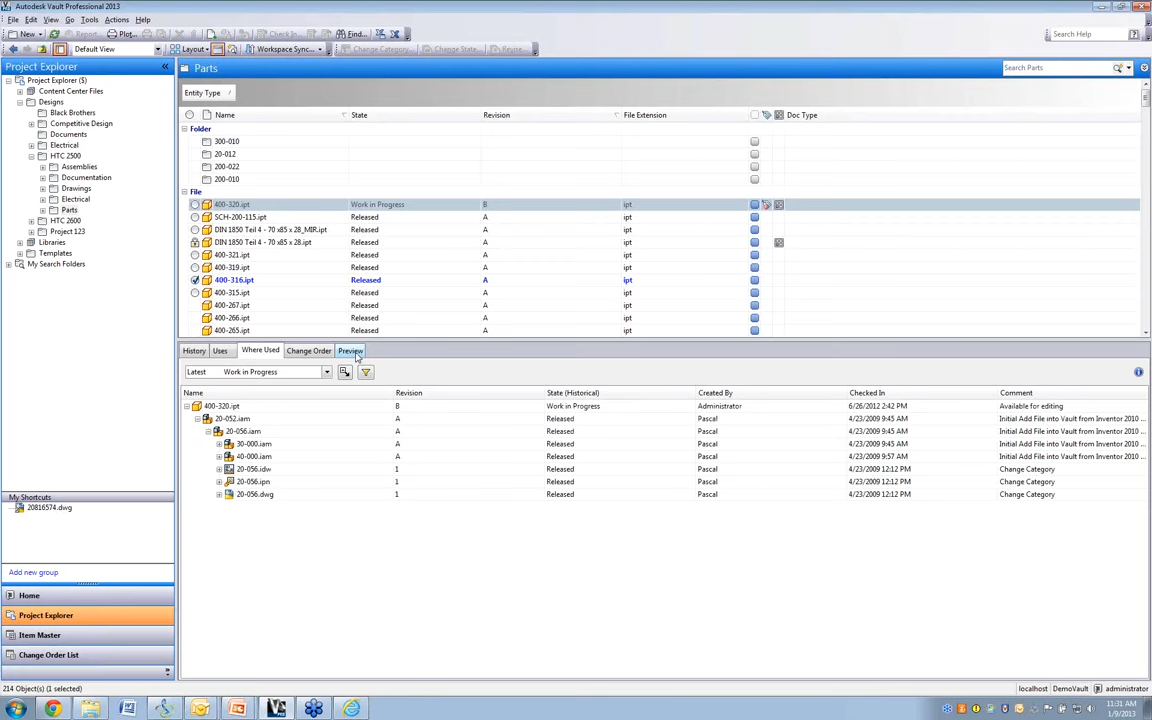 Autodesk Vault Professional 2013
File Edit View Go Tools Actions Help
New Report... Plot... Check In... Find...
Default View Layout Workspace Sync... Change Category... Change State... Revise...
Search Help
Project Explorer «
Parts
Search Parts
Project Explorer ($)
Content Center Files
Designs
Black Brothers
Competitive Design
Documents
Electrical
HTC 2500
Assemblies
Documentation
Drawings
Electrical
Parts
HTC 2600
Project 123
Libraries
Templates
My Search Folders
My Shortcuts
20816574.dwg
Add new group
Home
Project Explorer
Item Master
Change Order List
Entity Type /
Name State Revision File Extension Doc Type
Folder
300-010
20-012
200-022
200-010
File
400-320.ipt Work in Progress B ipt
SCH-200-115.ipt Released A ipt
DIN 1850 Teil 4 - 70 x85 x 28_MIR.ipt Released A ipt
DIN 1850 Teil 4 - 70 x85 x 28.ipt Released A ipt
400-321.ipt Released A ipt
400-319.ipt Released A ipt
400-316.ipt Released A ipt
400-315.ipt Released A ipt
400-267.ipt Released A ipt
400-266.ipt Released A ipt
400-265.ipt Released A ipt
History Uses Where Used Change Order Preview
Latest Work in Progress
Name Revision State (Historical) Created By Checked In Comment
400-320.ipt B Work in Progress Administrator 6/26/2012 2:42 PM Available for editing
20-052.iam A Released Pascal 4/23/2009 9:45 AM Initial Add File into Vault from Inventor 2010 ...
20-056.iam A Released Pascal 4/23/2009 9:45 AM Initial Add File into Vault from Inventor 2010 ...
30-000.iam A Released Pascal 4/23/2009 9:45 AM Initial Add File into Vault from Inventor 2010 ...
40-000.iam A Released Pascal 4/23/2009 9:57 AM Initial Add File into Vault from Inventor 2010 ...
20-056.idw 1 Released Pascal 4/23/2009 12:12 PM Change Category
20-056.ipn 1 Released Pascal 4/23/2009 12:12 PM Change Category
20-056.dwg 1 Released Pascal 4/23/2009 12:12 PM Change Category
214 Object(s) (1 selected)
localhost DemoVault administrator
11:31 AM
1/9/2013